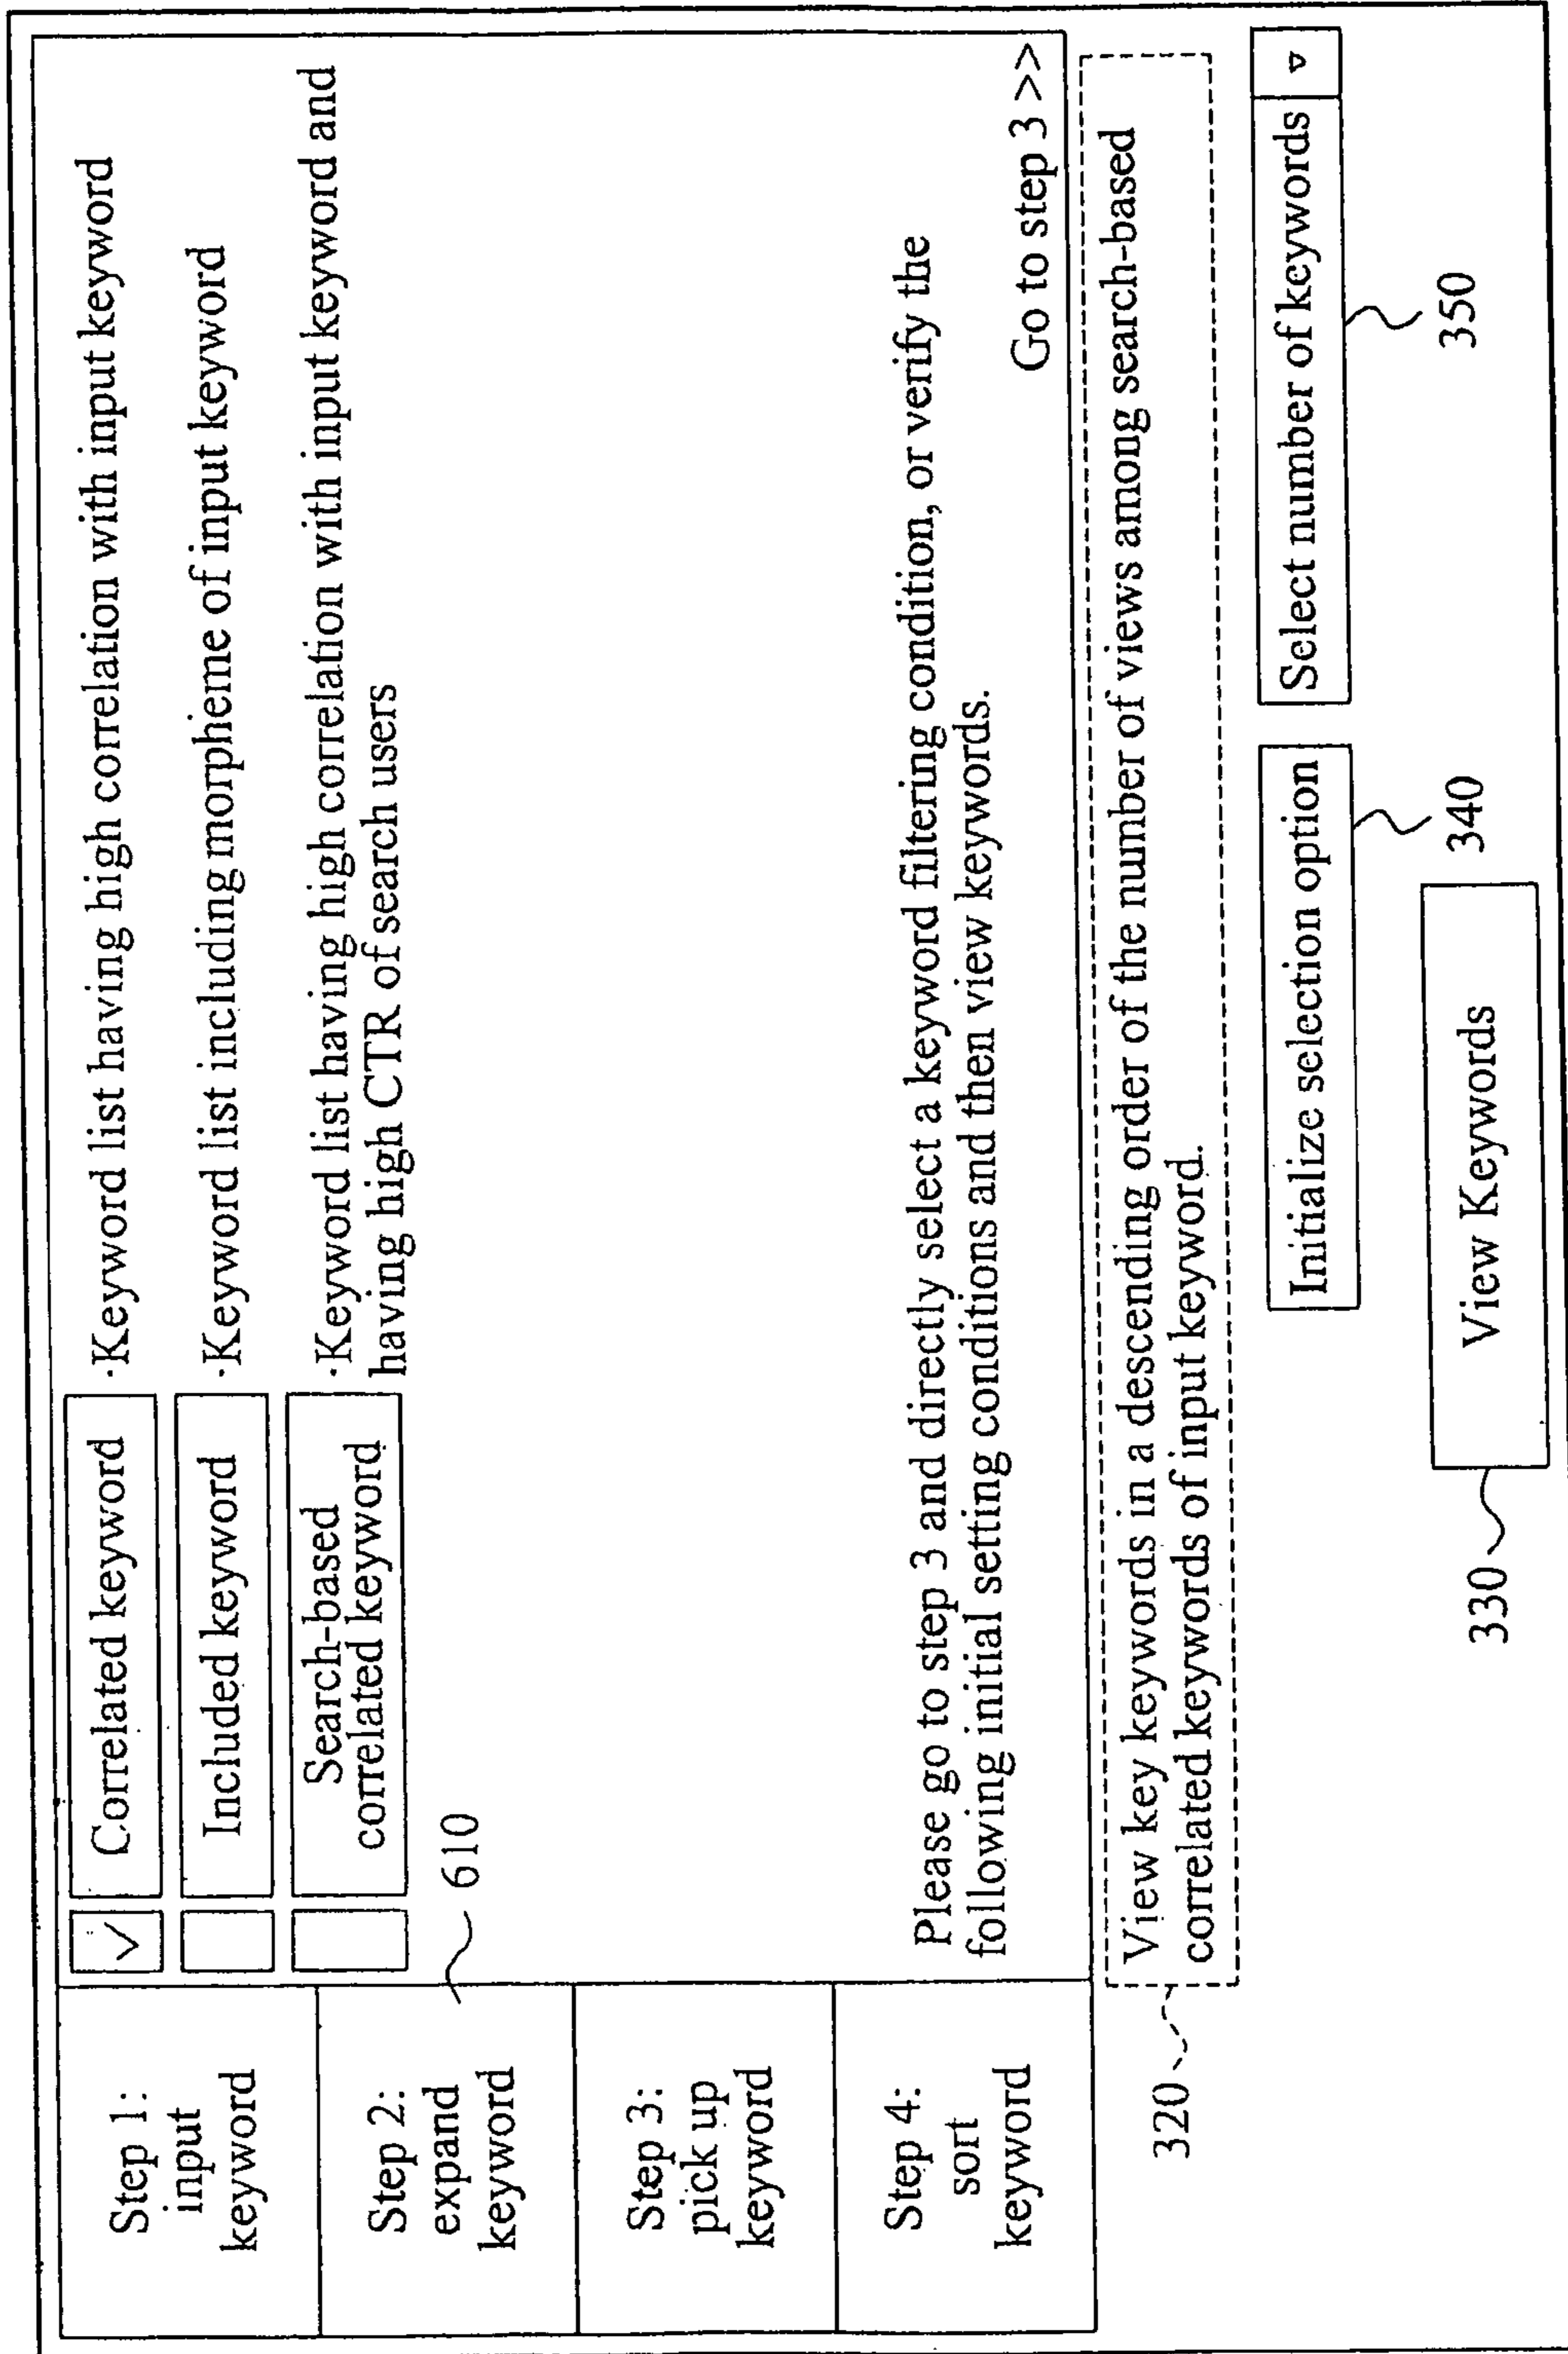 Step 1:
input
keyword
Step 2:
expand
keyword
Step 3:
pick up
keyword
Step 4:
sort
keyword
✓ Correlated keyword ·Keyword list having high correlation with input keyword
Included keyword ·Keyword list including morpheme of input keyword
Search-based
correlated keyword
·Keyword list having high correlation with input keyword and
having high CTR of search users
610
Please go to step 3 and directly select a keyword filtering condition, or verify the
following initial setting conditions and then view keywords.
Go to step 3 >>
320
View key keywords in a descending order of the number of views among search-based
correlated keywords of input keyword.
Initialize selection option
Select number of keywords
340
350
View Keywords
330